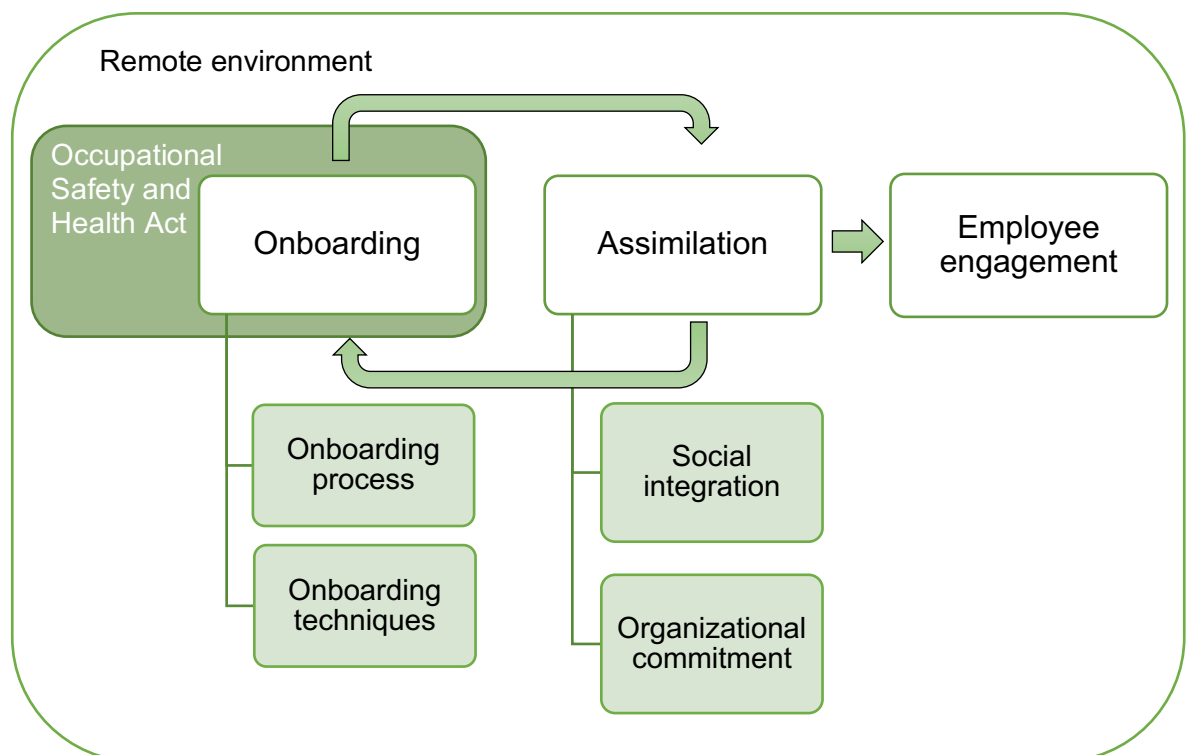 Remote environment
Occupational
Safety and
Health Act
Onboarding
Assimilation
Employee
engagement
Onboarding
process
Social
integration
Onboarding
techniques
Organizational
commitment